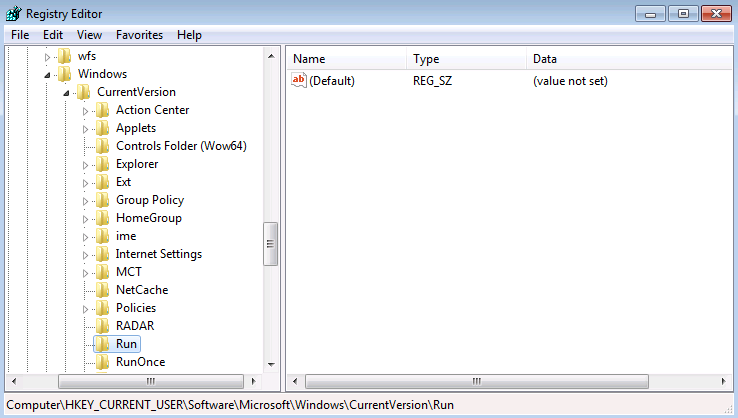 Registry Editor
File Edit View Favorites Help
wfs
Windows
CurrentVersion
Action Center
Applets
Controls Folder (Wow64)
Explorer
Ext
Group Policy
HomeGroup
ime
Internet Settings
MCT
NetCache
Policies
RADAR
Run
RunOnce
Name Type Data
ab (Default) REG_SZ (value not set)
Computer\HKEY_CURRENT_USER\Software\Microsoft\Windows\CurrentVersion\Run